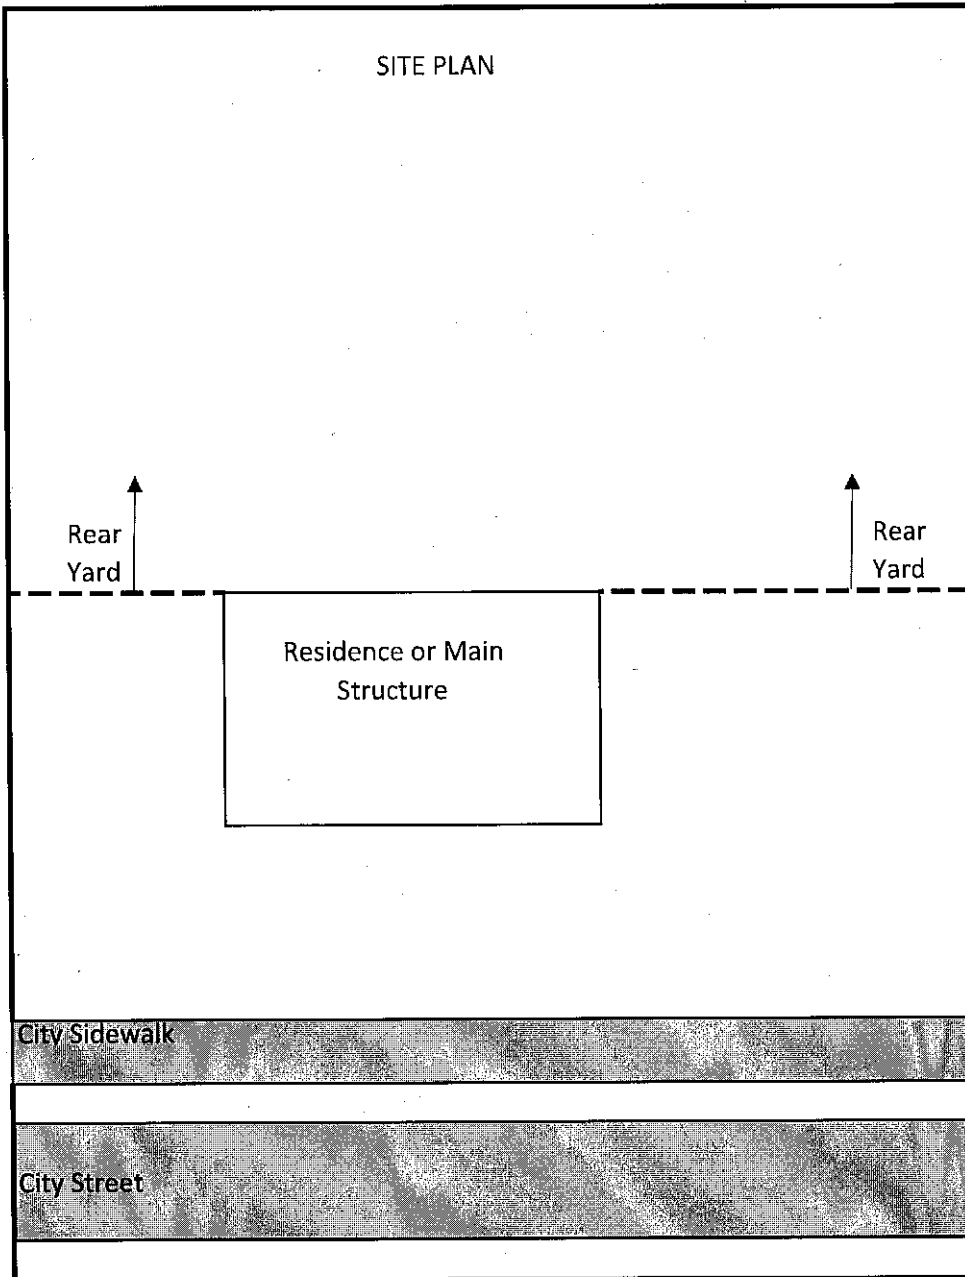 SITE PLAN
Rear
Yard
Rear
Yard
Residence or Main
Structure
City Sidewalk
City Street